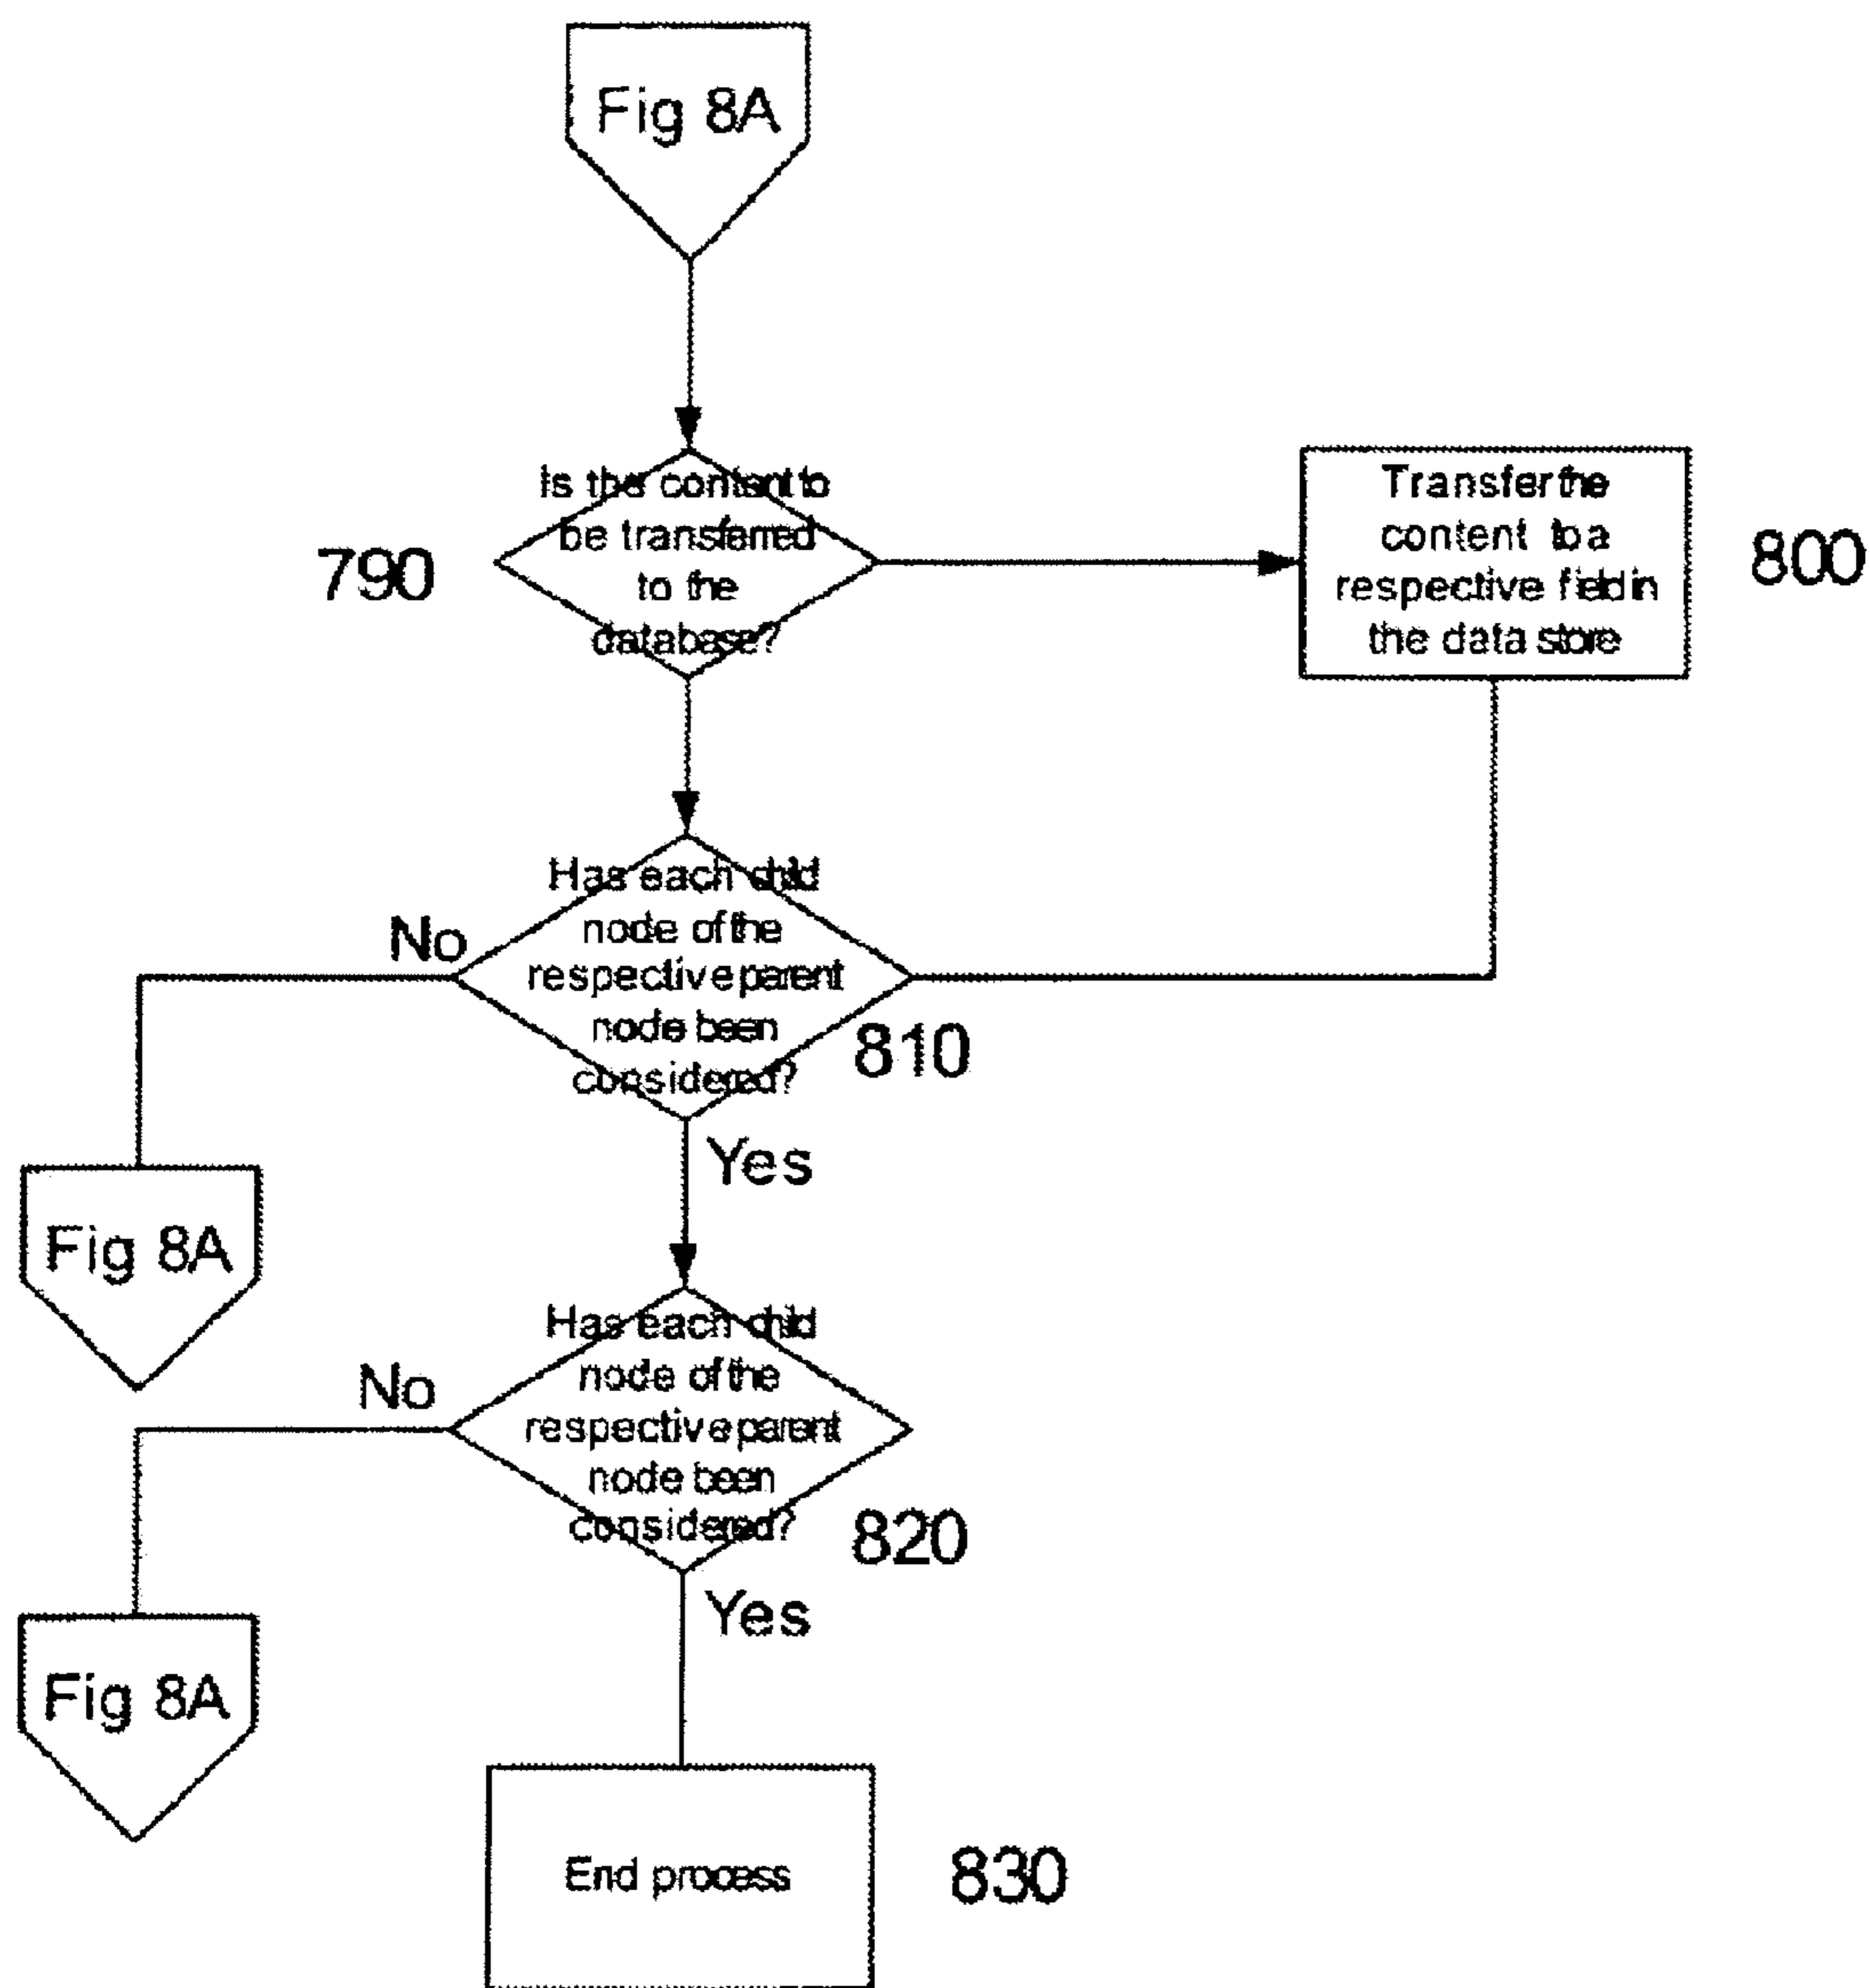 Fig 8A
Is the content to
be transferred
to the
database?
790
Transfer the
content to a
respective field in
the data store
800
Has each child
node of the
respective parent
node been
considered?
No
810
Yes
Fig 8A
Has each child
node of the
respective parent
node been
considered?
No
820
Yes
Fig 8A
End process
830